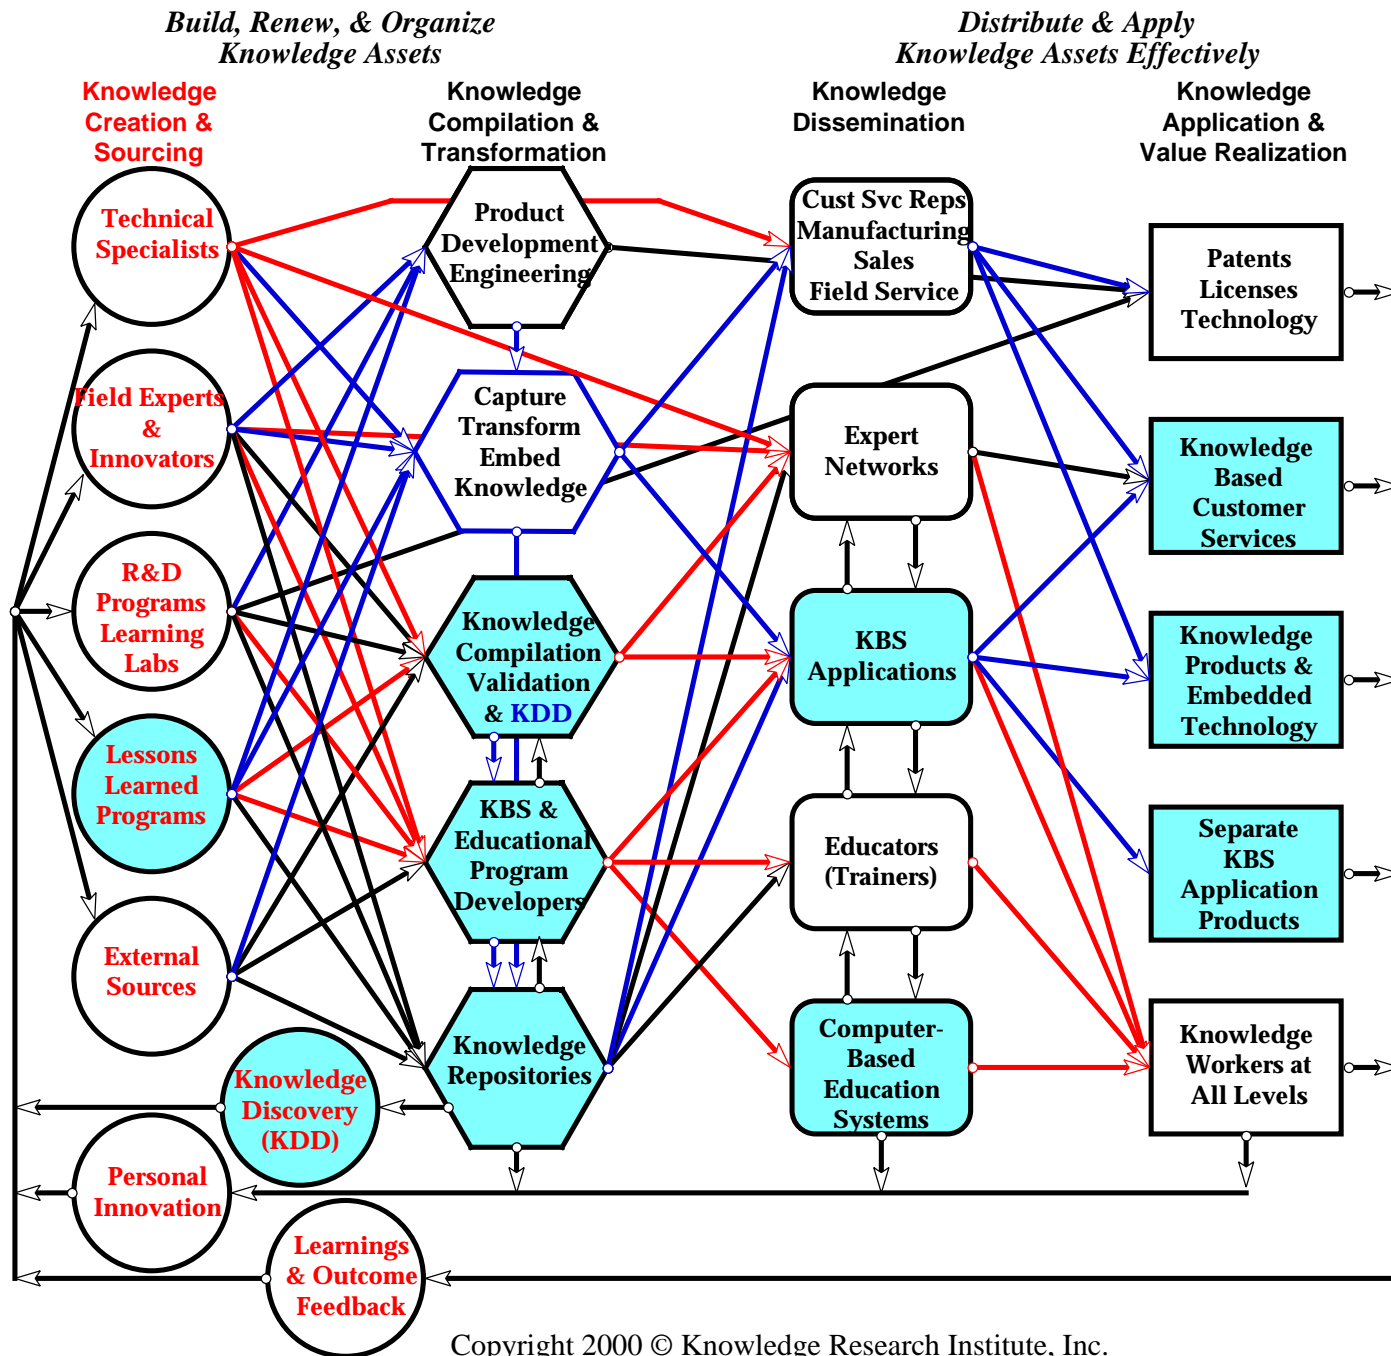 Build, Renew, & Organize
Knowledge Assets
Distribute & Apply
Knowledge Assets Effectively
Knowledge
Creation &
Sourcing
Knowledge
Compilation &
Transformation
Knowledge
Dissemination
Knowledge
Application &
Value Realization
Technical
Specialists
Field Experts
&
Innovators
R&D
Programs
Learning
Labs
Lessons
Learned
Programs
External
Sources
Knowledge
Discovery
(KDD)
Personal
Innovation
Learnings
& Outcome
Feedback
Product
Development
Engineering
Capture
Transform
Embed
Knowledge
Knowledge
Compilation
Validation
& KDD
KBS &
Educational
Program
Developers
Knowledge
Repositories
Cust Svc Reps
Manufacturing
Sales
Field Service
Expert
Networks
KBS
Applications
Educators
(Trainers)
Computer-
Based
Education
Systems
Patents
Licenses
Technology
Knowledge
Based
Customer
Services
Knowledge
Products &
Embedded
Technology
Separate
KBS
Application
Products
Knowledge
Workers at
All Levels
Copyright 2000 © Knowledge Research Institute, Inc.